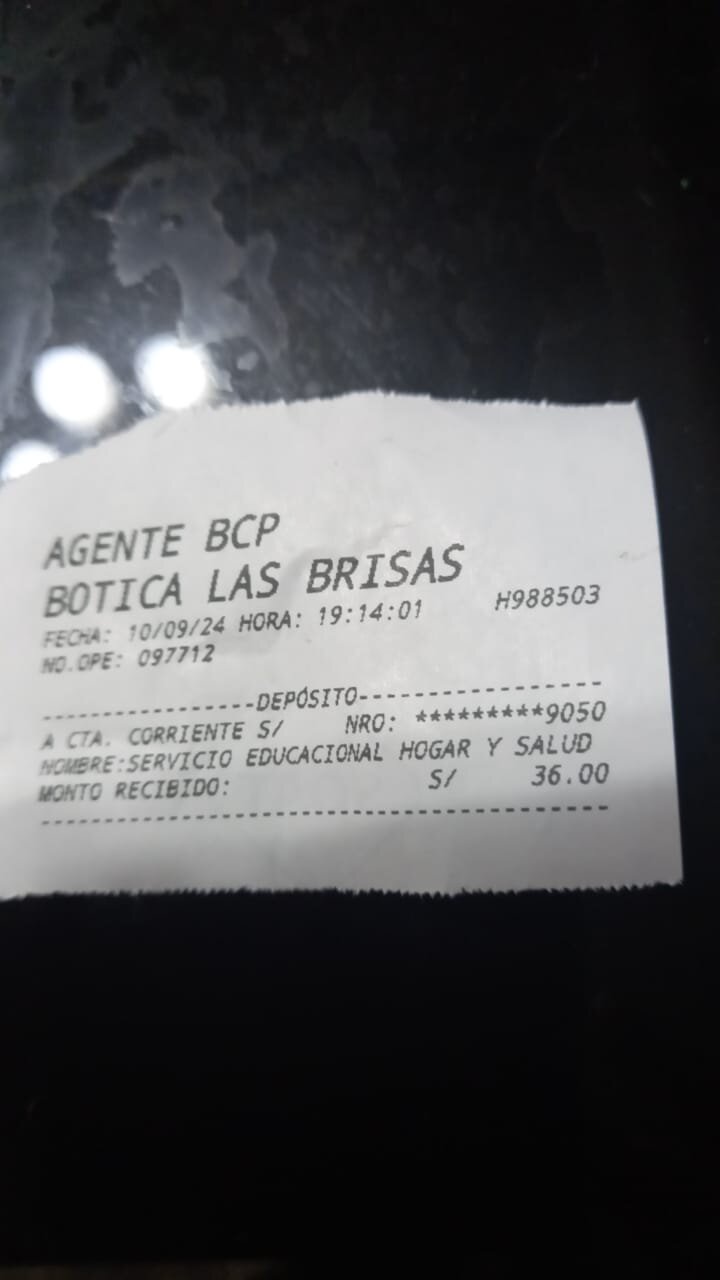 AGENTE BCP
BOTICA LAS BRISAS
FECHA: 10/09/24 HORA: 19:14:01 H988503
NO.OPE: 097712
-----------------DEPÓSITO-----------------
A CTA. CORRIENTE S/ NRO: *********9050
NOMBRE:SERVICIO EDUCACIONAL HOGAR Y SALUD
MONTO RECIBIDO: S/ 36.00
------------------------------------------